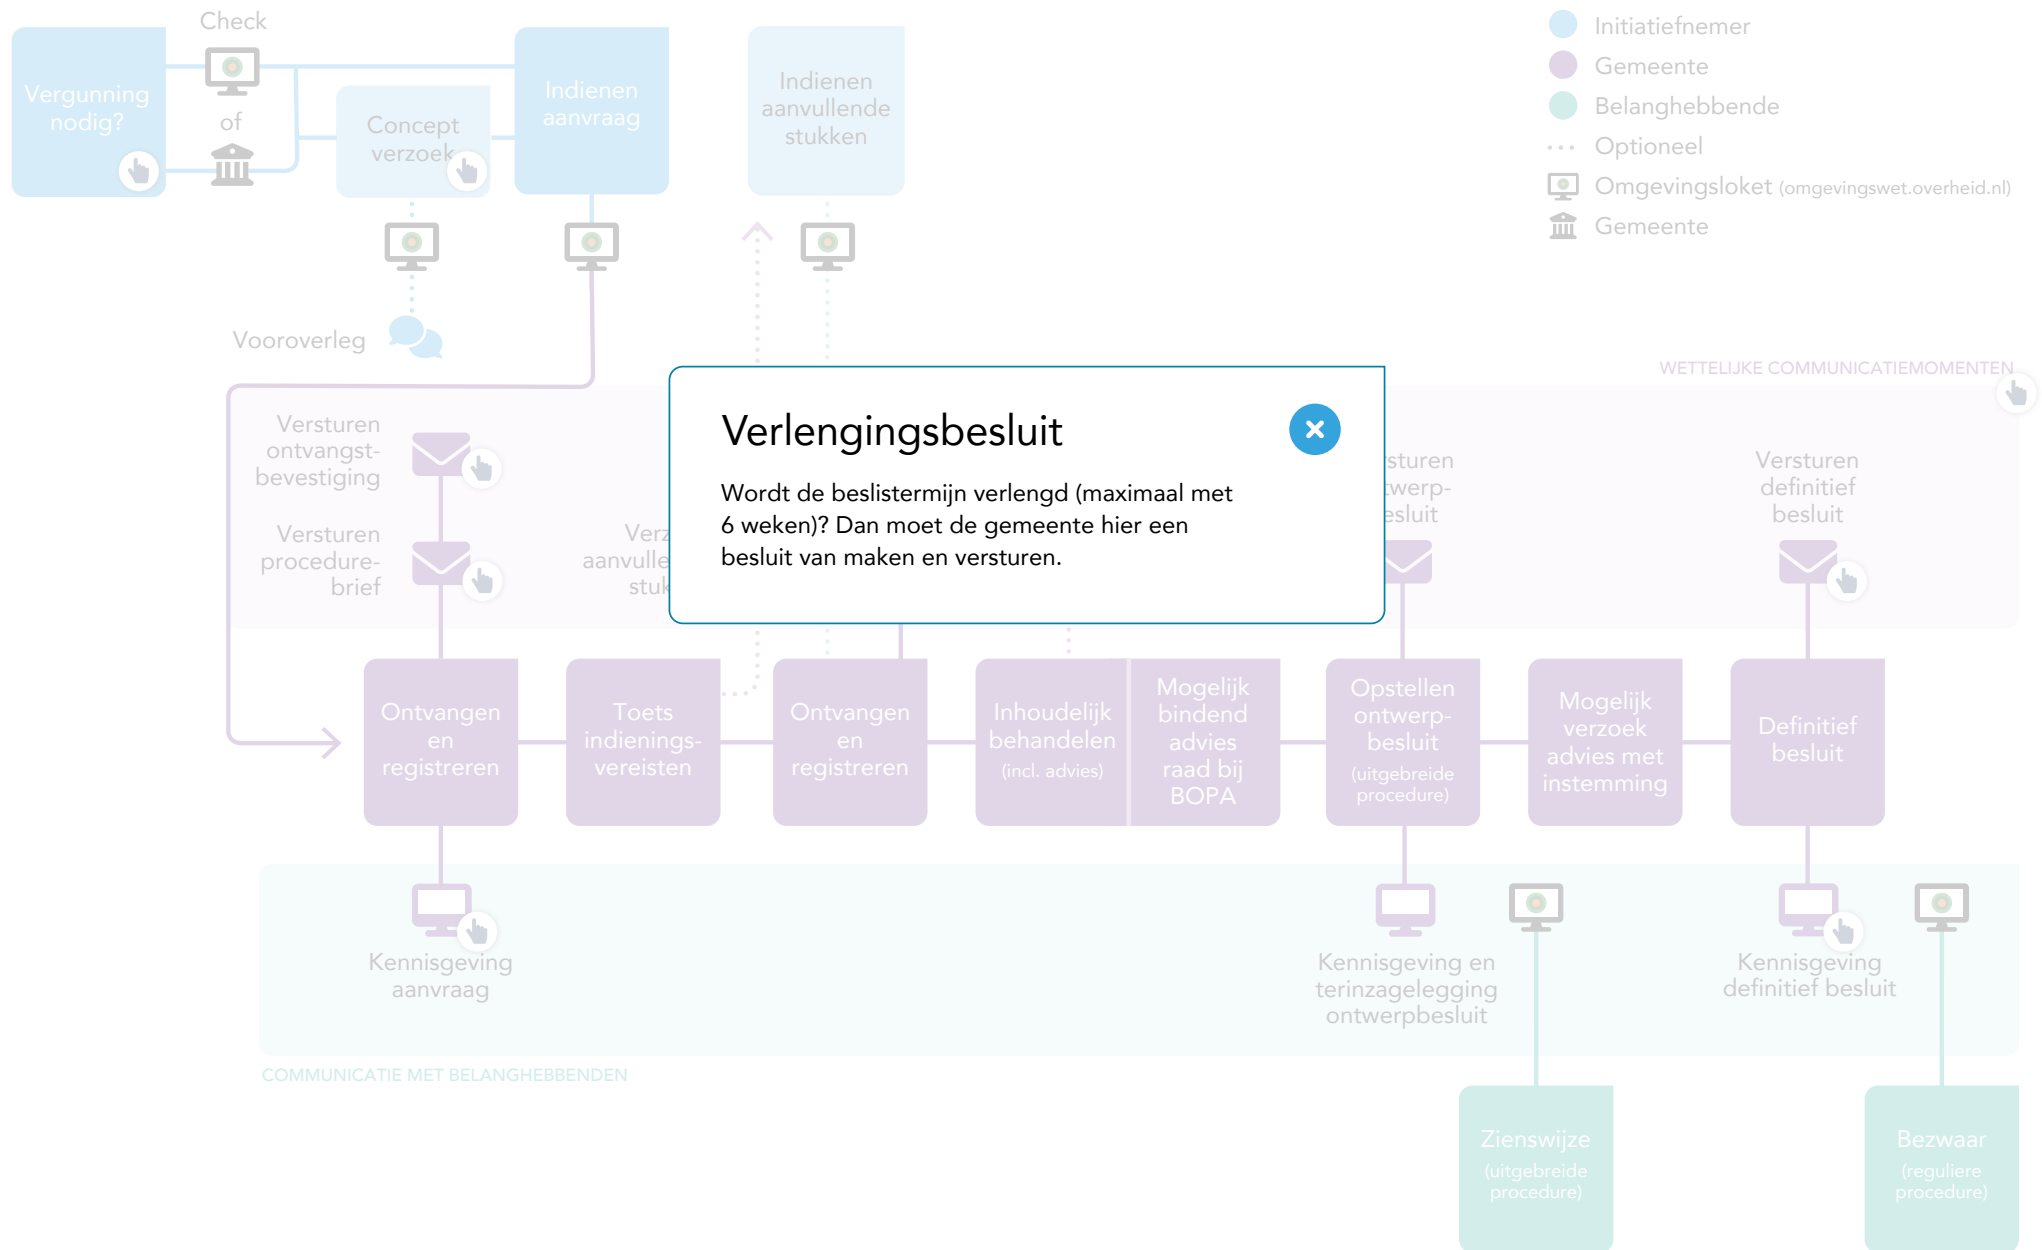 Check
Vergunning
nodig?
of
Concept
verzoek
Indienen
aanvraag
Indienen
aanvullende
stukken
Initiatiefnemer
Gemeente
Belanghebbende
Optioneel
Omgevingsloket (omgevingswet.overheid.nl)
Gemeente
Vooroverleg
WETTELIJKE COMMUNICATIEMOMENTEN
Versturen
ontvangst-
bevestiging
Versturen
procedure-
brief
Verlengingsbesluit
Wordt de beslistermijn verlengd (maximaal met
6 weken)? Dan moet de gemeente hier een
besluit van maken en versturen.
Versturen
definitief
besluit
Ontvangen
en
registreren
Toets
indienings-
vereisten
Ontvangen
en
registreren
Inhoudelijk
behandelen
(incl. advies)
Mogelijk
bindend
advies
raad bij
BOPA
Opstellen
ontwerp-
besluit
(uitgebreide
procedure)
Mogelijk
verzoek
advies met
instemming
Definitief
besluit
Kennisgeving
aanvraag
Kennisgeving en
terinzagelegging
ontwerpbesluit
Kennisgeving
definitief besluit
COMMUNICATIE MET BELANGHEBBENDEN
Zienswijze
(uitgebreide
procedure)
Bezwaar
(reguliere
procedure)